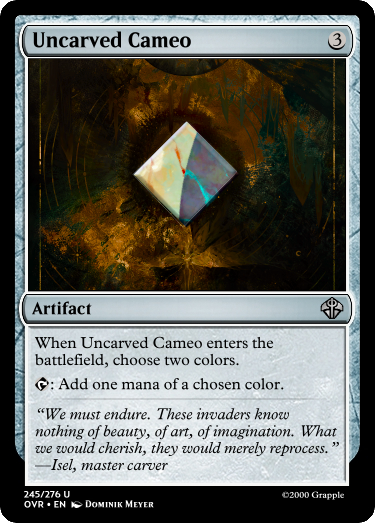 Uncarved Cameo 3
Artifact
When Uncarved Cameo enters the
battlefield, choose two colors.
: Add one mana of a chosen color.
“We must endure. These invaders know
nothing of beauty, of art, of imagination. What
we would cherish, they would merely reprocess.”
—Isel, master carver
245/276 U
OVR • EN Dominik Meyer ©2000 Grapple